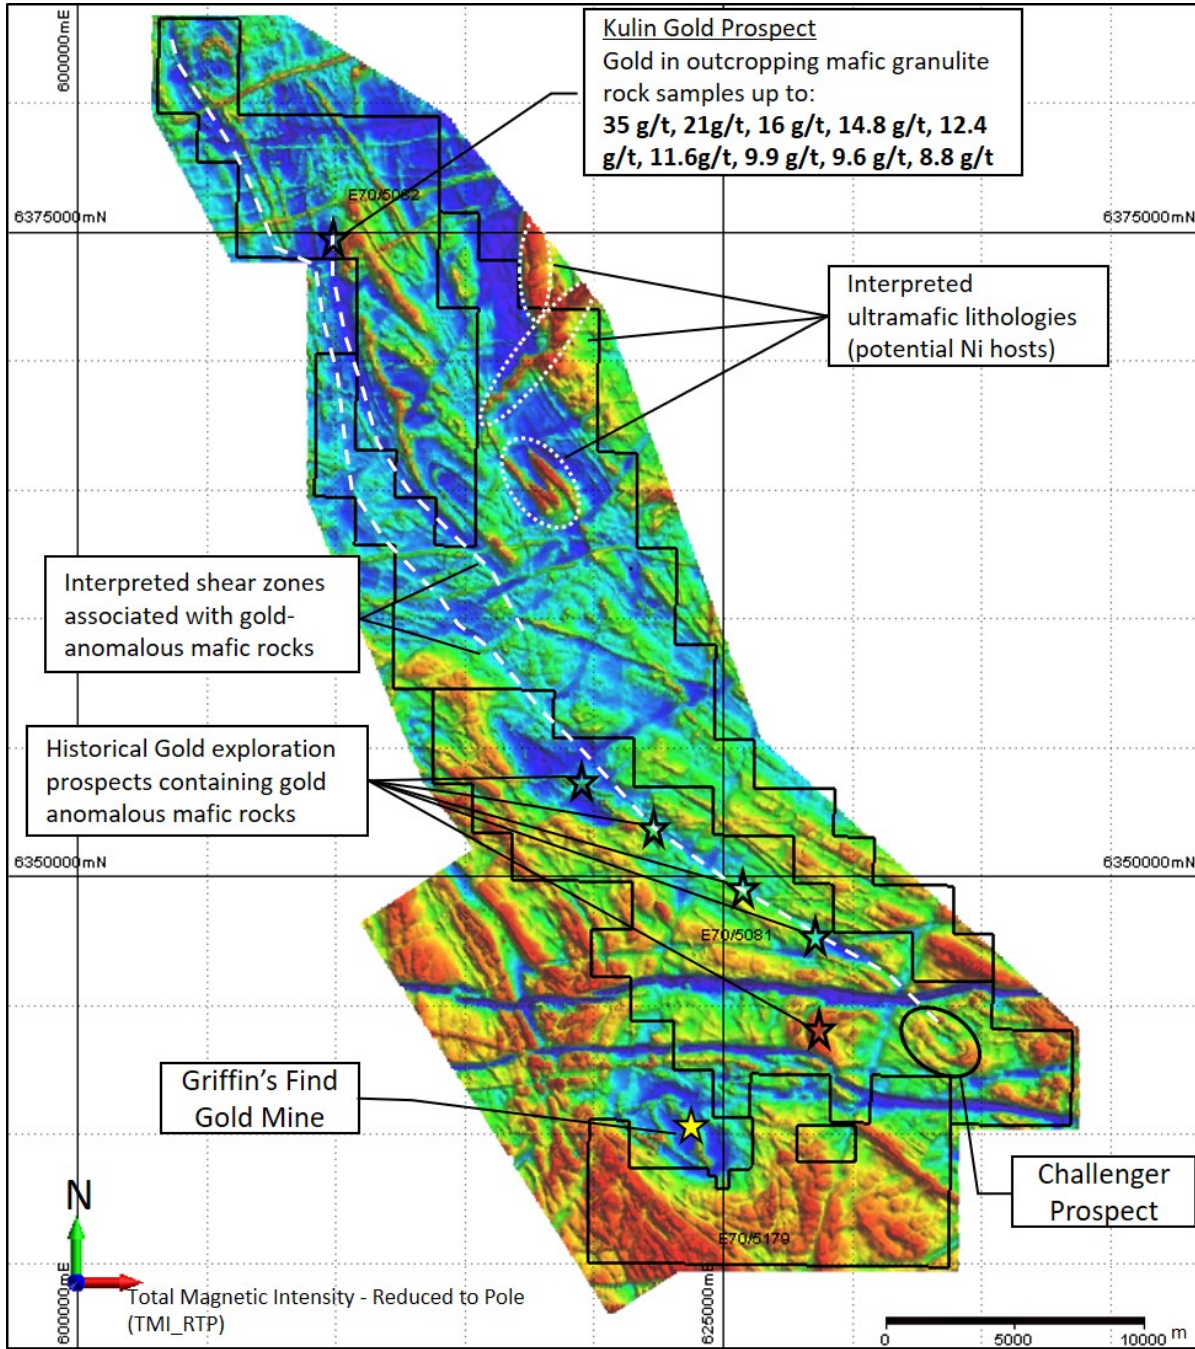 600000mE
Kulin Gold Prospect
Gold in outcropping mafic granulite
rock samples up to:
35 g/t, 21g/t, 16 g/t, 14.8 g/t, 12.4
g/t, 11.6g/t, 9.9 g/t, 9.6 g/t, 8.8 g/t
E70/5062
6375000mN
6375000mN
Interpreted
ultramafic lithologies
(potential Ni hosts)
Interpreted shear zones
associated with gold-
anomalous mafic rocks
Historical Gold exploration
prospects containing gold
anomalous mafic rocks
6350000mN
6350000mN
E70/5081
Griffin's Find
Gold Mine
Challenger
Prospect
N
E70/5179
Total Magnetic Intensity - Reduced to Pole
(TMI_RTP)
600000mE
625000mE
0 5000 10000 m